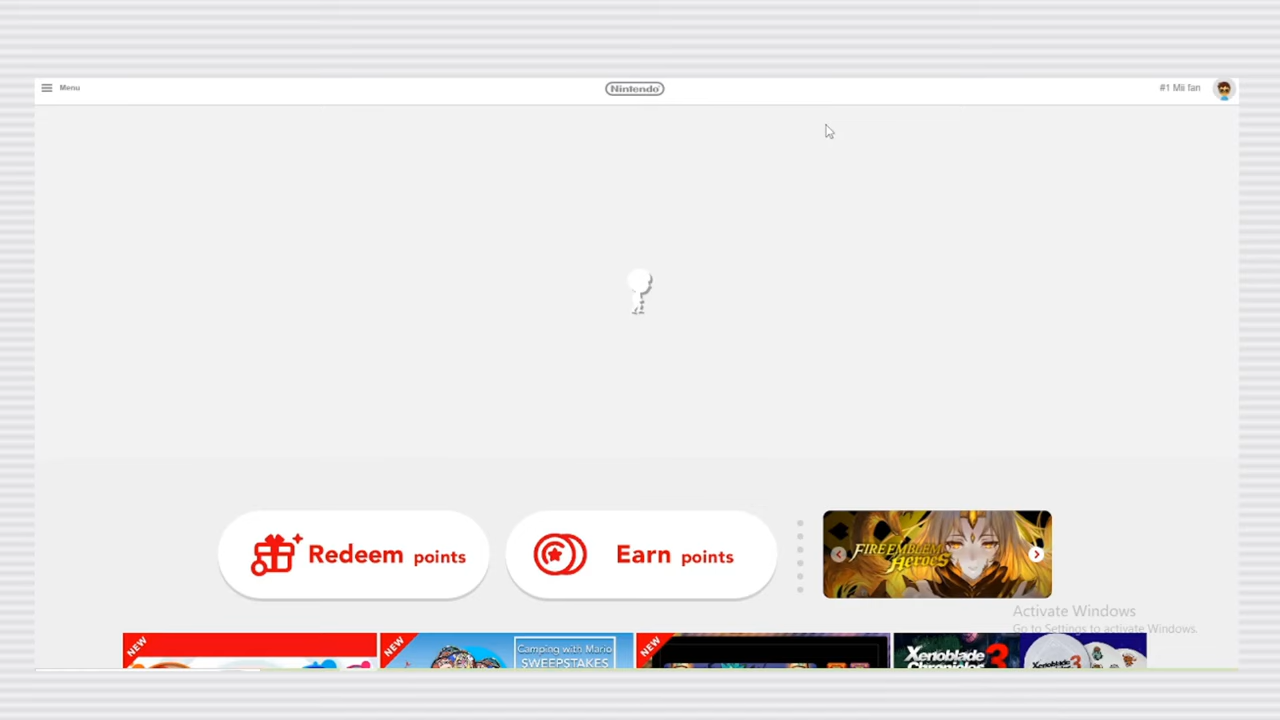 Menu
Nintendo
#1 Mii fan
Redeem points
Earn points
FIRE EMBLEM
HEROES
Activate Windows
Go to Settings to activate Windows.
NEW
NEW
Camping with Mario
SWEEPSTAKES
NEW
Xenoblade
Chronicles 3